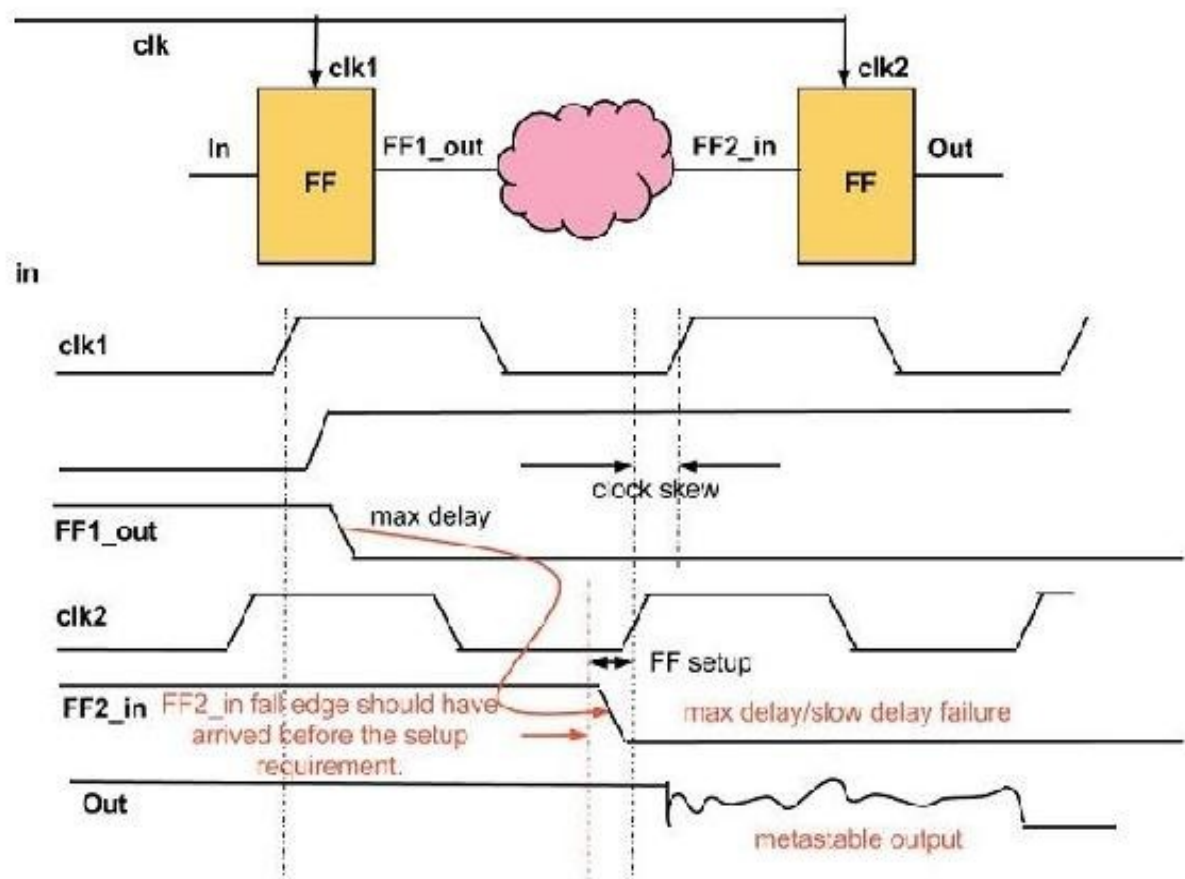 clk
clk1
clk2
In
FF
FF1_out
FF2_in
FF
Out
in
clk1
clock skew
FF1_out
max delay
clk2
FF setup
FF2_in
FF2_in fall edge should have
arrived before the setup
requirement.
max delay/slow delay failure
Out
metastable output